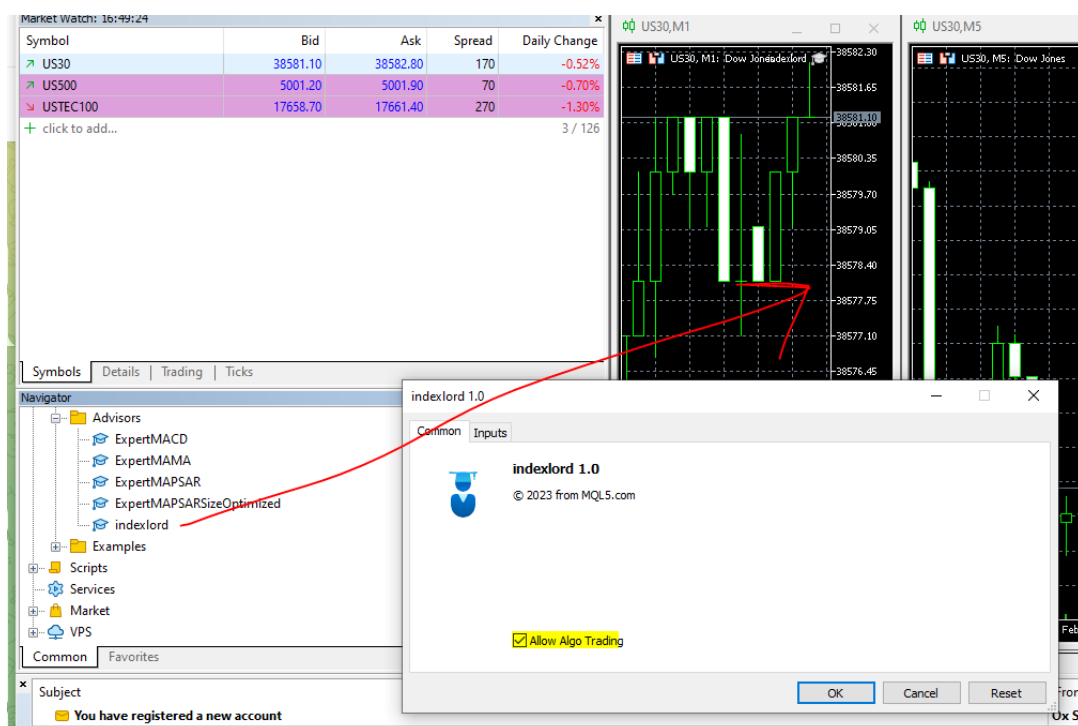 Market Watch: 16:49:24
Symbol Bid Ask Spread Daily Change
US30 38581.10 38582.80 170 -0.52%
US500 5001.20 5001.90 70 -0.70%
USTEC100 17658.70 17661.40 270 -1.30%
click to add... 3 / 126
Symbols Details Trading Ticks
US30,M1
US30, M1: Dow Jones
38582.30
38581.65
38581.10
38580.35
38579.70
38579.05
38578.40
38577.75
38577.10
38576.45
US30,M5
US30, M5: Dow Jones
Navigator
Advisors
ExpertMACD
ExpertMAMA
ExpertMAPSAR
ExpertMAPSARSizeOptimized
indexlord
Examples
Scripts
Services
Market
VPS
Common Favorites
indexlord 1.0
Common Inputs
indexlord 1.0
© 2023 from MQL5.com
Allow Algo Trading
OK Cancel Reset
Feb
Subject
You have registered a new account